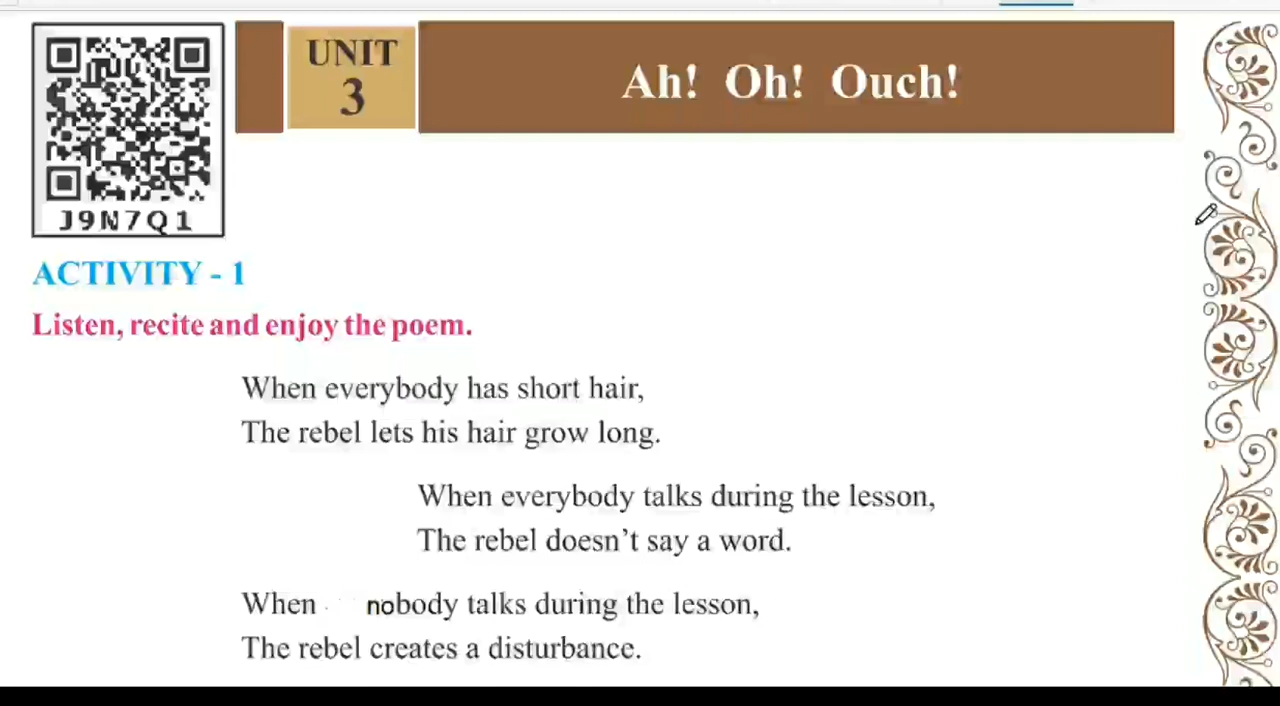 UNIT
3
Ah! Oh! Ouch!
J9N7Q1
ACTIVITY - 1
Listen, recite and enjoy the poem.
When everybody has short hair,
The rebel lets his hair grow long.
When everybody talks during the lesson,
The rebel doesn’t say a word.
When nobody talks during the lesson,
The rebel creates a disturbance.